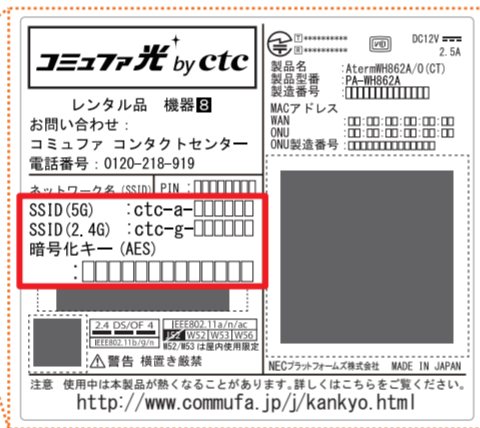 コミュファ光 by ctc
レンタル品 機器8
お問い合わせ：
コミュファ コンタクトセンター
電話番号：0120-218-919
ネットワーク名 (SSID) PIN :□□□□□□□□
SSID(5G) :ctc-a-□□□□□□
SSID(2.4G) :ctc-g-□□□□□□
暗号化キー(AES)
:□□□□□□□□□□□□□
2.4 DS/OF 4
IEEE802.11b/g/n
IEEE802.11a/n/ac
J52 W52 W53 W56
W52/W53は屋内使用限定
警告 横置き厳禁
T **********
R **********
DC12V
2.5A
製品名 :AtermWH862A/0(CT)
製品型番 :PA-WH862A
製造番号 :□□□□□□□□□□□□
MACアドレス
WAN :□□:□□:□□:□□:□□:□□
ONU :□□:□□:□□:□□:□□:□□
ONU製造番号:□□□□□□□□□□□□
NECプラットフォームズ株式会社 MADE IN JAPAN
注意 使用中は本製品が熱くなることがあります。詳しくはこちらをご覧ください。
http://www.commufa.jp/j/kankyo.html